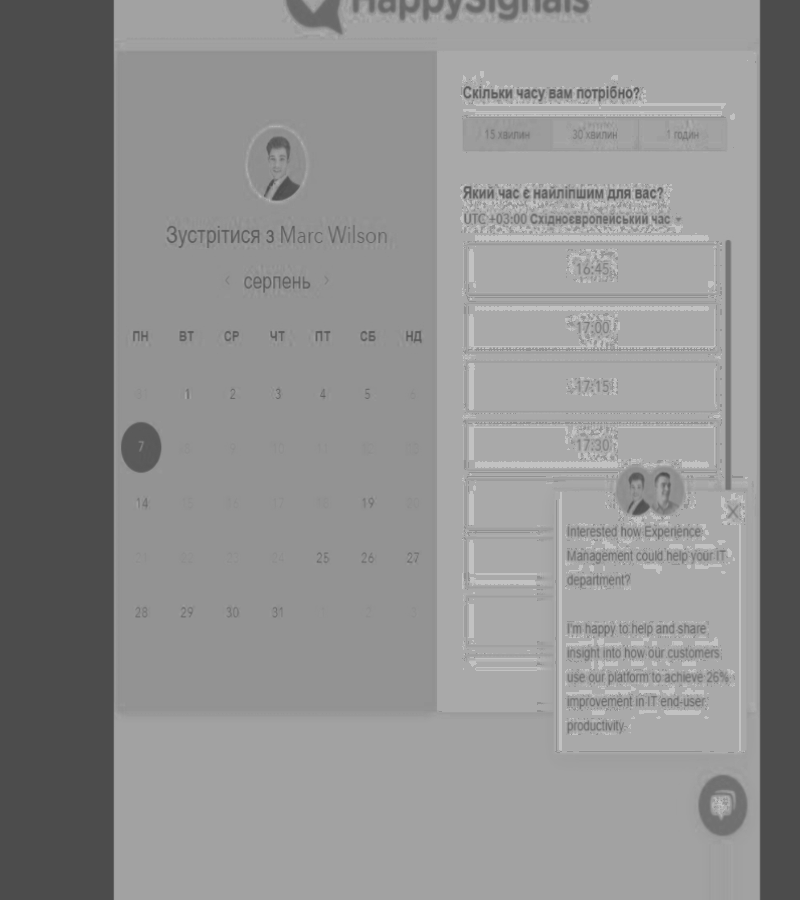 HappySignals
Зустрітися з Marc Wilson
серпень
ПН ВТ СР ЧТ ПТ СБ НД
31 1 2 3 4 5 6
7 8 9 10 11 12 13
14 15 16 17 18 19 20
21 22 23 24 25 26 27
28 29 30 31 1 2 3
Скільки часу вам потрібно?
15 хвилин 30 хвилин 1 годин
Який час є найліпшим для вас?
UTC +03:00 Східноєвропейський час
16:45
17:00
17:15
17:30
Interested how Experience
Management could help your IT
department?
I'm happy to help and share
insight into how our customers
use our platform to achieve 26%
improvement in IT end-user
productivity.